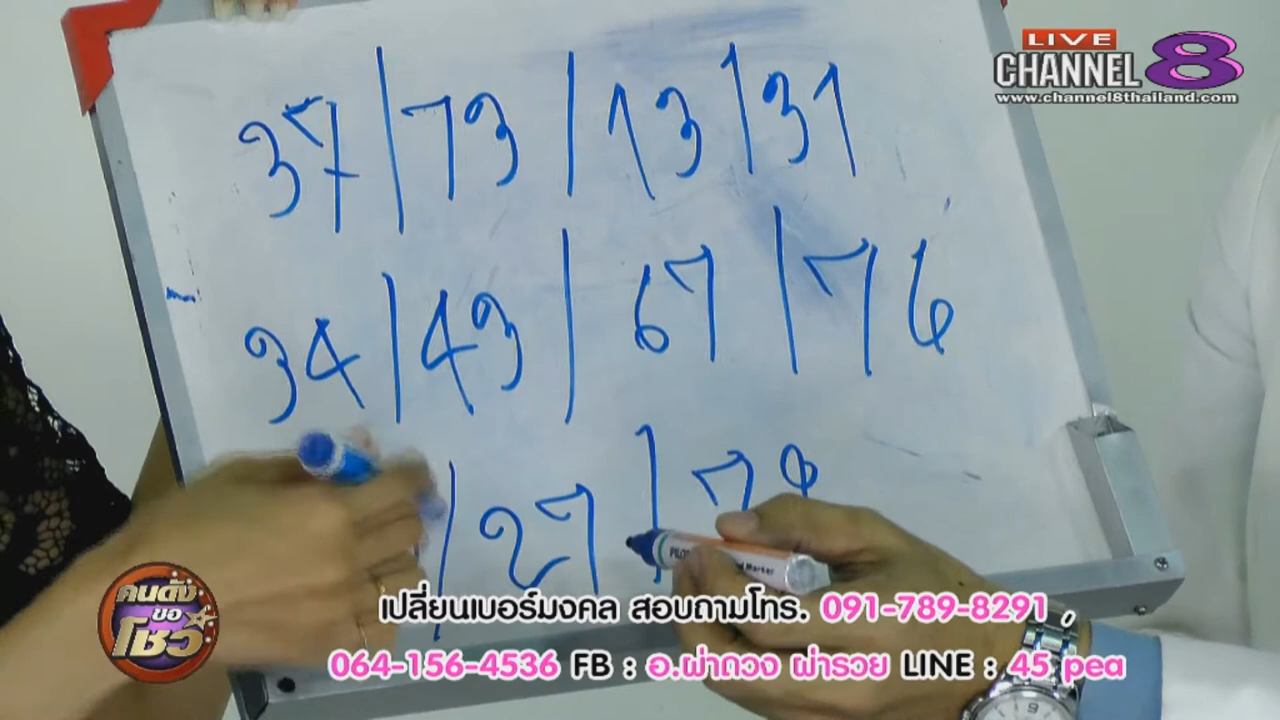 LIVE
CHANNEL 8
www.channel8thailand.com
37 | 73 | 13 | 31
34 | 43 | 67 | 76
| 27 | 7
PILOT
Marker
คนดัง
ขอ
โชว์
เปลี่ยนเบอร์มงคล สอบถามโทร. 091-789-8291 ,
064-156-4536 FB : อ.ผ่าดวง ผ่ารวย LINE : 45 pea